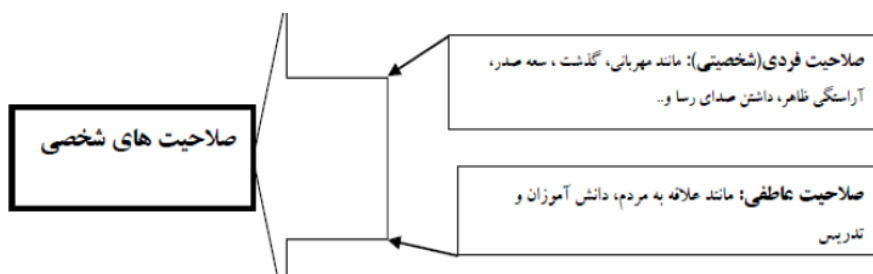 صلاحیت فردی(شخصیتی): مانند مهربانی، گذشت ، سعه صدر،
آراستگی ظاهر، داشتن صدای رسا و..
صلاحیت های شخصی
صلاحیت عاطفی: مانند علاقه به مردم، دانش آموزان و
تدریس